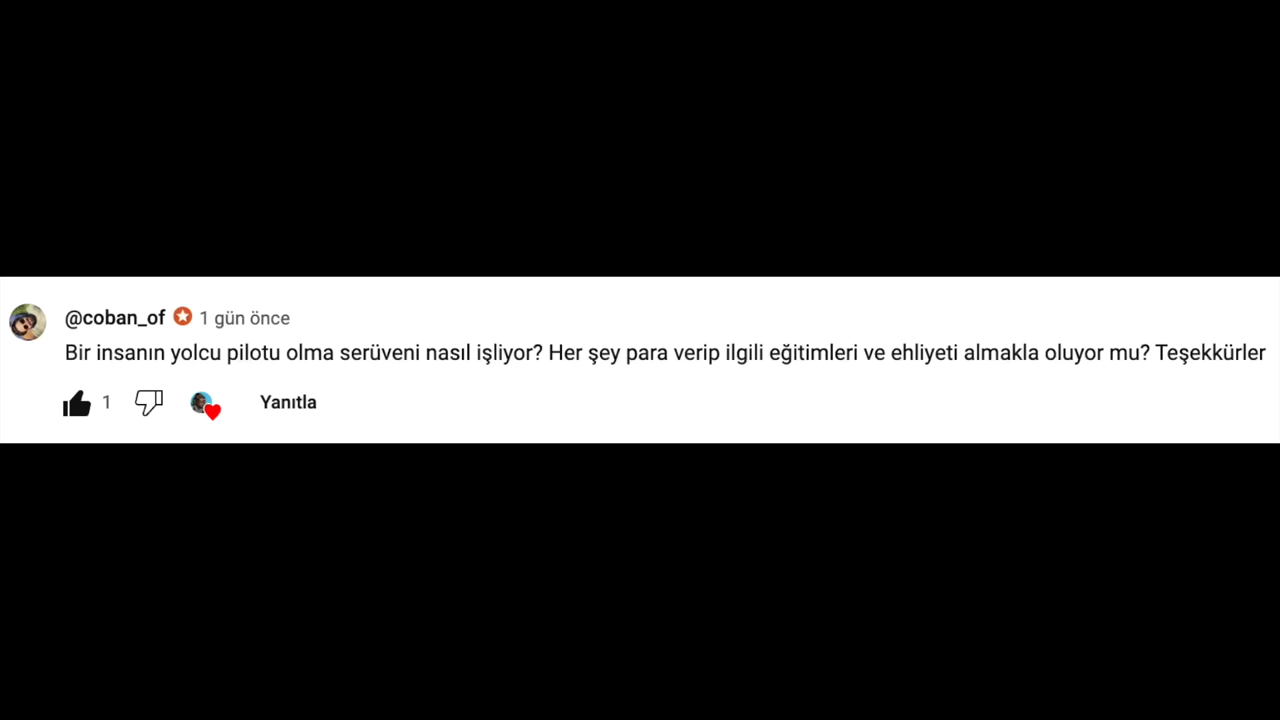 @coban_of 1 gün önce
Bir insanın yolcu pilotu olma serüveni nasıl işliyor? Her şey para verip ilgili eğitimleri ve ehliyeti almakla oluyor mu? Teşekkürler
1 Yanıtla